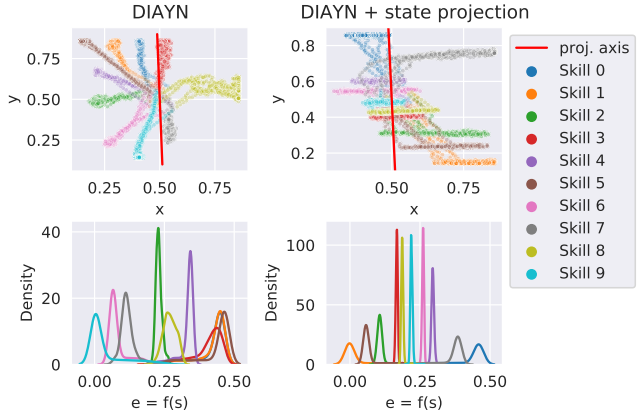 DIAYN
DIAYN + state projection
0.75
0.50
0.25
y
0.25 0.50 0.75
x
0.8
0.6
0.4
0.2
y
0.50 0.75
x
proj. axis
Skill 0
Skill 1
Skill 2
Skill 3
Skill 4
Skill 5
Skill 6
Skill 7
Skill 8
Skill 9
40
20
0
Density
0.00 0.25 0.50
e = f(s)
100
50
0
Density
0.00 0.25 0.50
e = f(s)